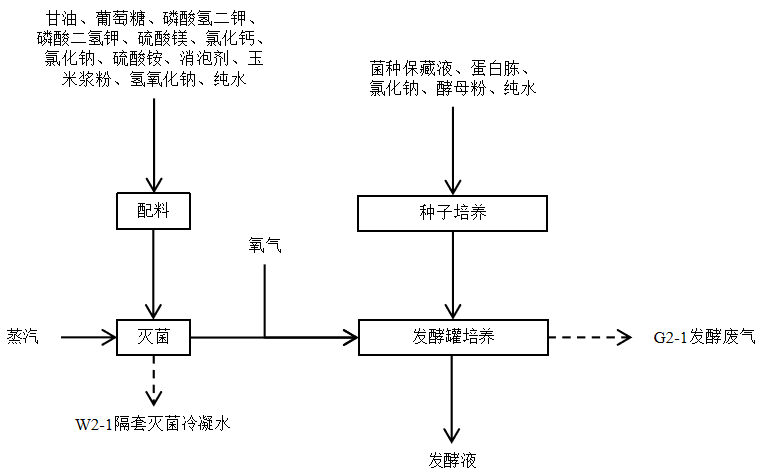 甘油、葡萄糖、磷酸氢二钾、
磷酸二氢钾、硫酸镁、氯化钙、
氯化钠、硫酸铵、消泡剂、玉
米浆粉、氢氧化钠、纯水
菌种保藏液、蛋白胨、
氯化钠、酵母粉、纯水
配料
种子培养
氧气
蒸汽
灭菌
发酵罐培养
G2-1发酵废气
W2-1隔套灭菌冷凝水
发酵液